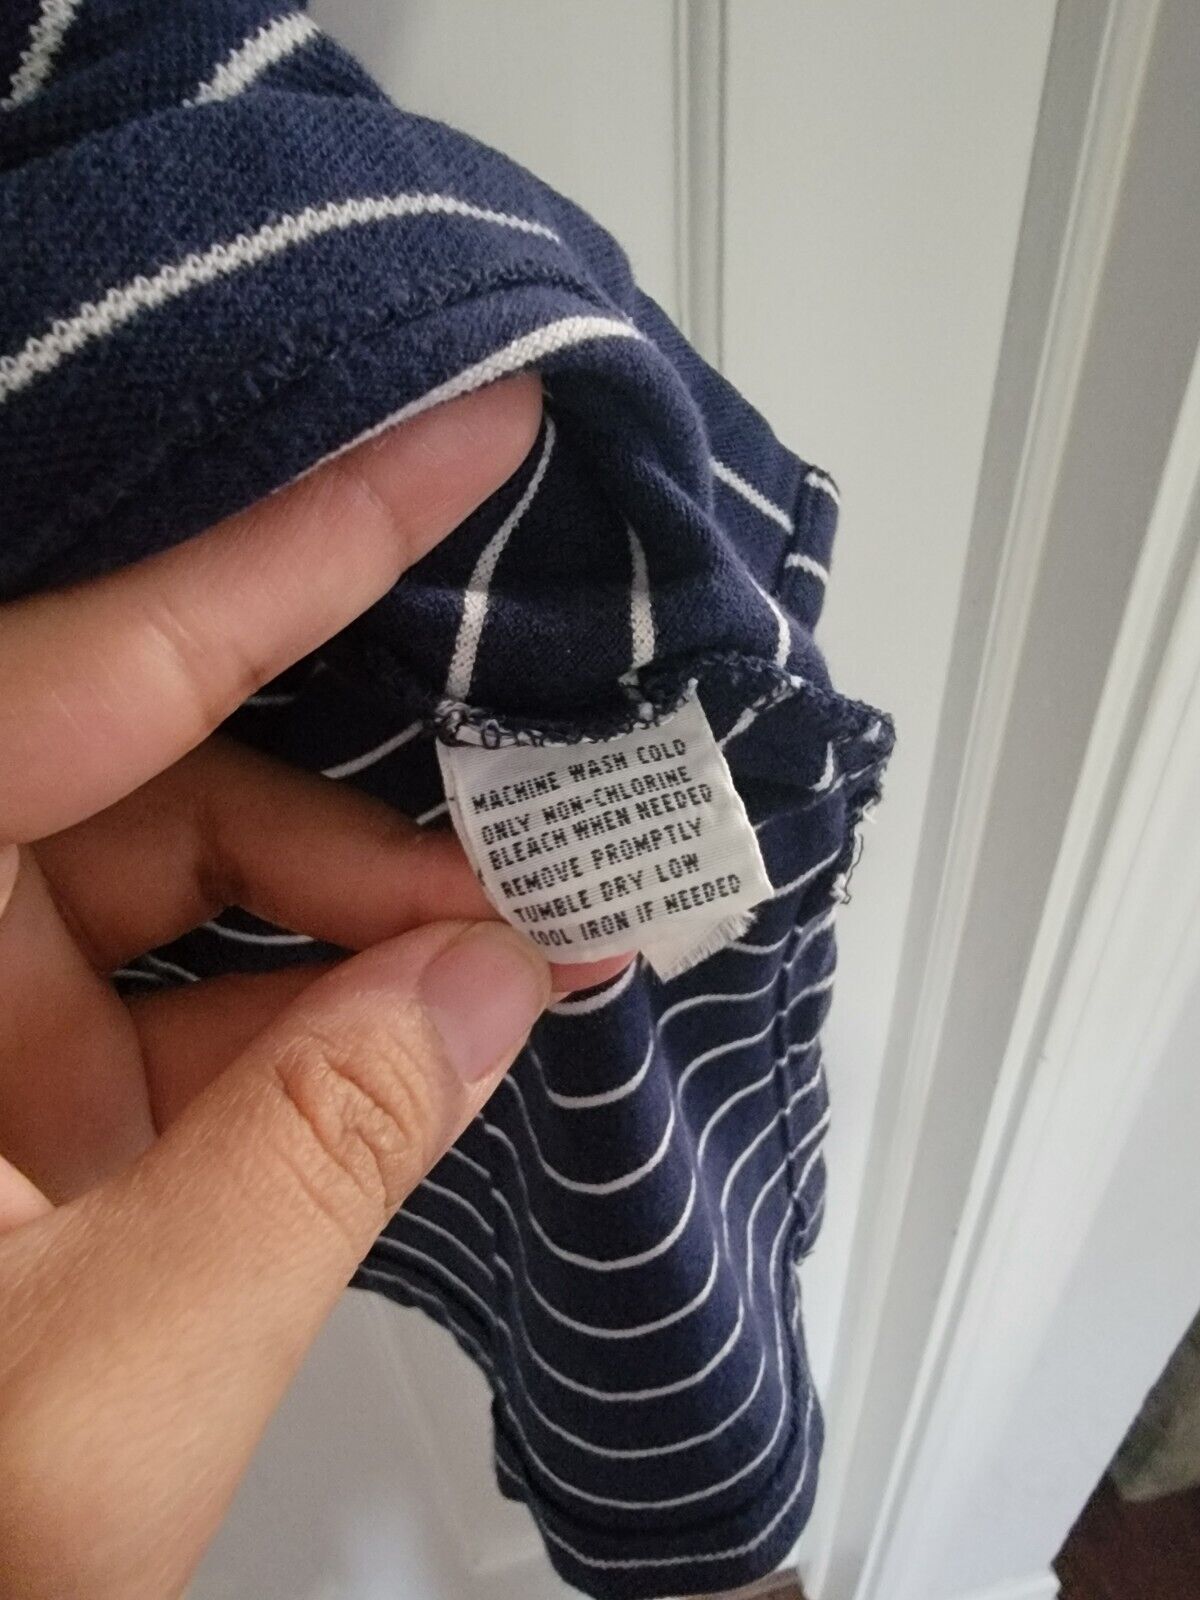 MACHINE WASH COLD
ONLY NON-CHLORINE
BLEACH WHEN NEEDED
REMOVE PROMPTLY
TUMBLE DRY LOW
COOL IRON IF NEEDED